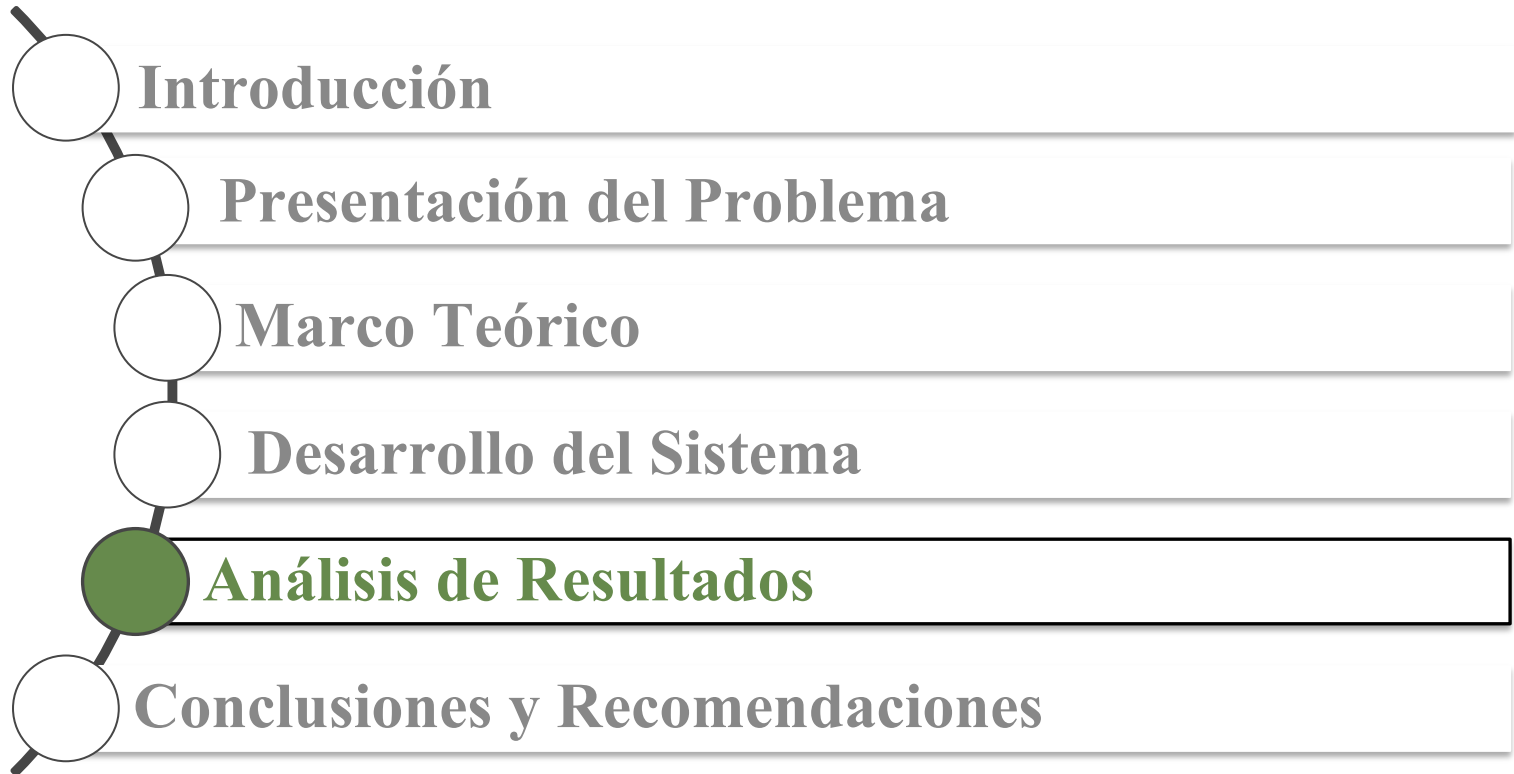 Introducción
Presentación del Problema
Marco Teórico
Desarrollo del Sistema
Análisis de Resultados
Conclusiones y Recomendaciones